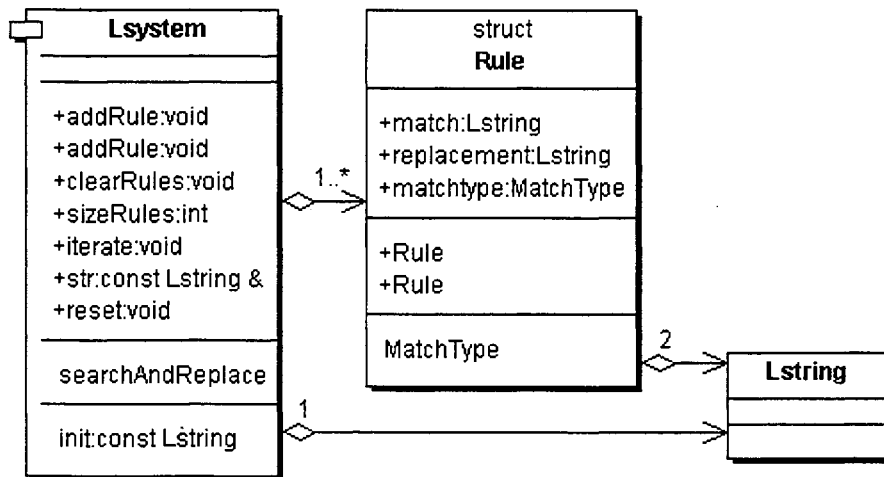 Lsystem
+addRule:void
+addRule:void
+clearRules:void
+sizeRules:int
+iterate:void
+str:const Lstring &
+reset:void
searchAndReplace
init:const Lstring
1..*
struct
Rule
+match:Lstring
+replacement:Lstring
+matchtype:MatchType
+Rule
+Rule
MatchType
2
1
Lstring